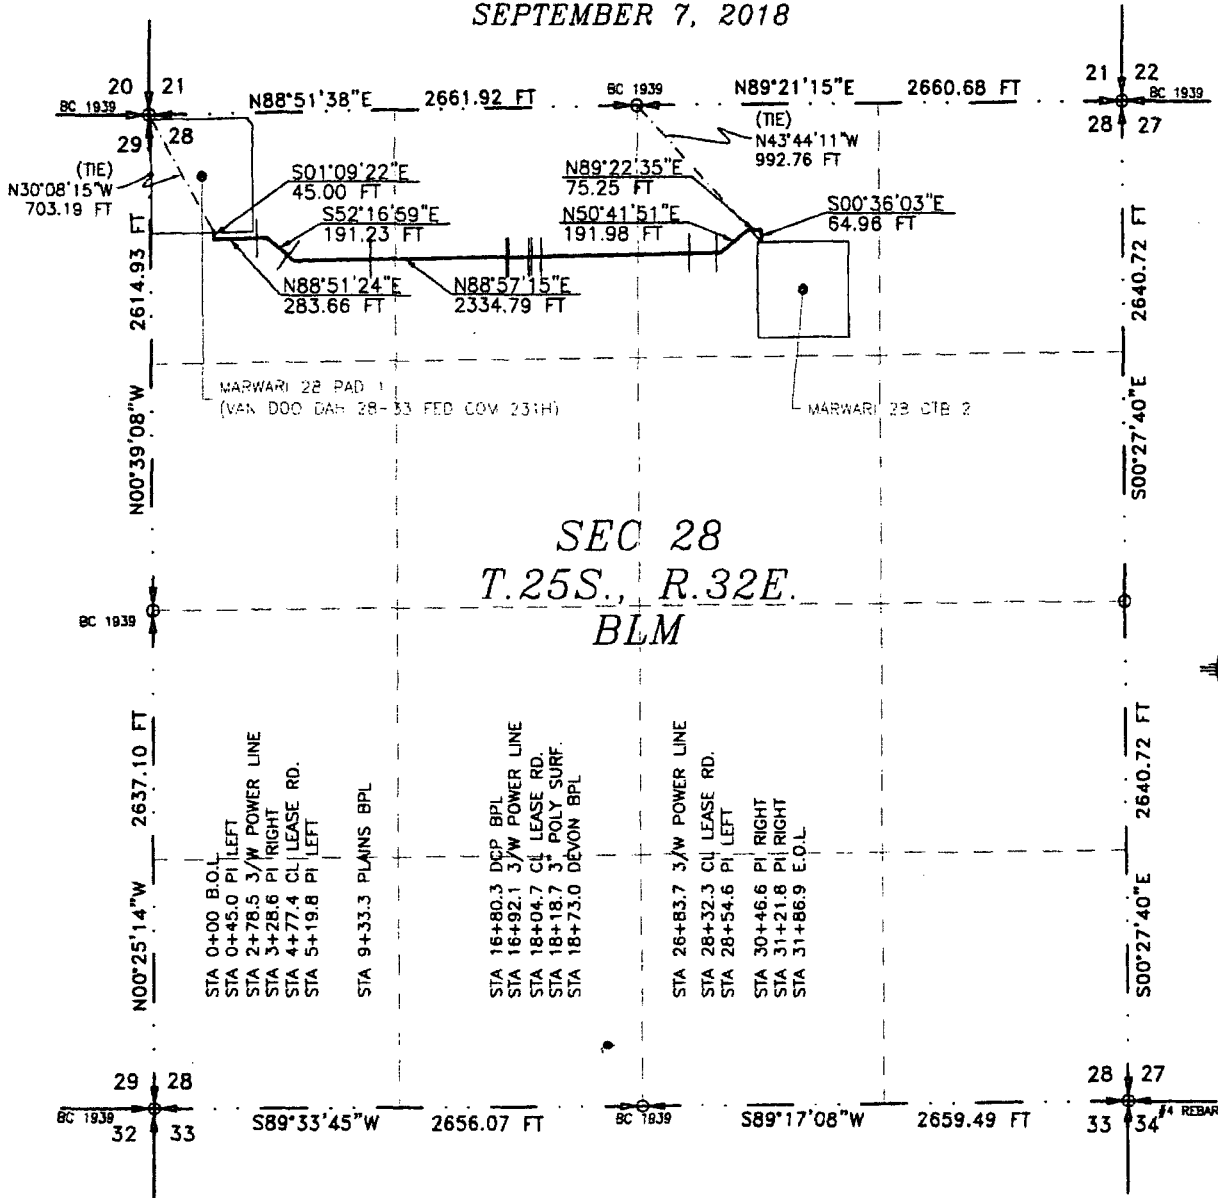 SEPTEMBER 7, 2018
20 21
21 22
BC 1939
N88°51'38"E 2661.92 FT
BC 1939
N89°21'15"E 2660.68 FT
BC 1939
29 28
28 27
(TIE)
N30°08'15"W
703.19 FT
(TIE)
N43°44'11"W
992.76 FT
S01°09'22"E
45.00 FT
N89°22'35"E
75.25 FT
S52°16'59"E
191.23 FT
N50°41'51"E
191.98 FT
S00°36'03"E
64.96 FT
N88°51'24"E
283.66 FT
N88°57'15"E
2334.79 FT
N00°39'08"W 2614.93 FT
S00°27'40"E 2640.72 FT
MARWARI 28 PAD 1
(VAN DOO DAH 28-33 FED COM 231H)
MARWARI 28 CTB 2
SEC 28
T.25S., R.32E.
BLM
BC 1939
N00°25'14"W 2637.10 FT
S00°27'40"E 2640.72 FT
STA 0+00 B.O.L.
STA 0+45.0 PI LEFT
STA 2+78.5 3/W POWER LINE
STA 3+28.6 PI RIGHT
STA 4+77.4 CL LEASE RD.
STA 5+19.8 PI LEFT
STA 9+33.3 PLAINS BPL
STA 16+80.3 DCP BPL
STA 16+92.1 3/W POWER LINE
STA 18+04.7 CL LEASE RD.
STA 18+18.7 3" POLY SURF.
STA 18+73.0 DEVON BPL
STA 26+83.7 3/W POWER LINE
STA 28+32.3 CL LEASE RD.
STA 28+54.6 PI LEFT
STA 30+46.6 PI RIGHT
STA 31+21.8 PI RIGHT
STA 31+86.9 E.O.L.
29 28
28 27
BC 1939
S89°33'45"W 2656.07 FT
BC 1939
S89°17'08"W 2659.49 FT
#4 REBAR
32 33
33 34